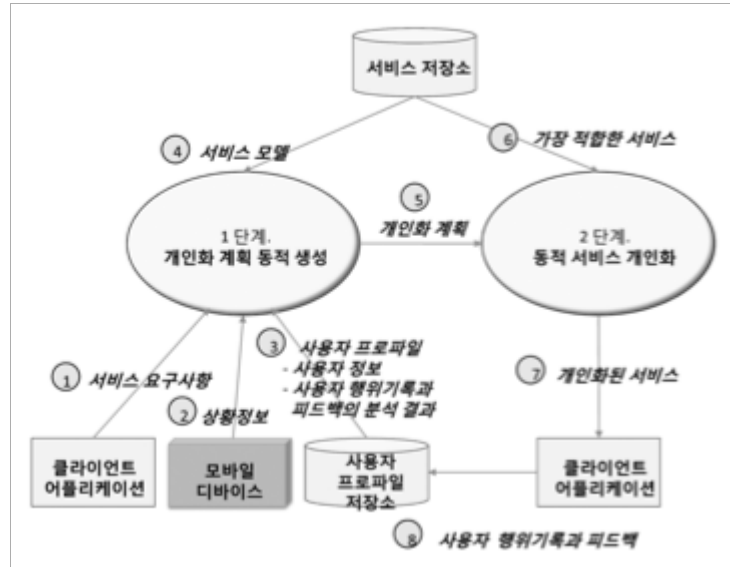 서비스 저장소
4 서비스 모델
6 가장 적합한 서비스
5
개인화 계획
1 단계.
개인화 계획 동적 생성
2 단계.
동적 서비스 개인화
1 서비스 요구사항
2 상황정보
3 사용자 프로파일
- 사용자 정보
- 사용자 행위기록과
피드백의 분석 결과
7 개인화된 서비스
클라이언트
어플리케이션
모바일
디바이스
사용자
프로파일
저장소
클라이언트
어플리케이션
8 사용자 행위기록과 피드백